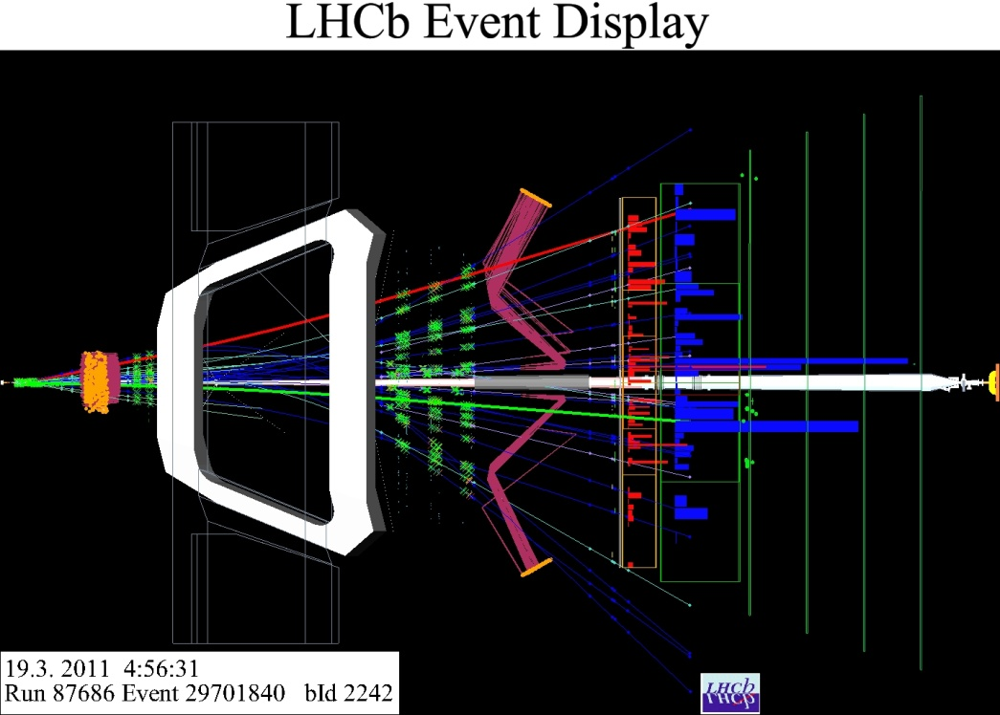 LHCb Event Display
19.3. 2011 4:56:31
Run 87686 Event 29701840 bId 2242
LHCb